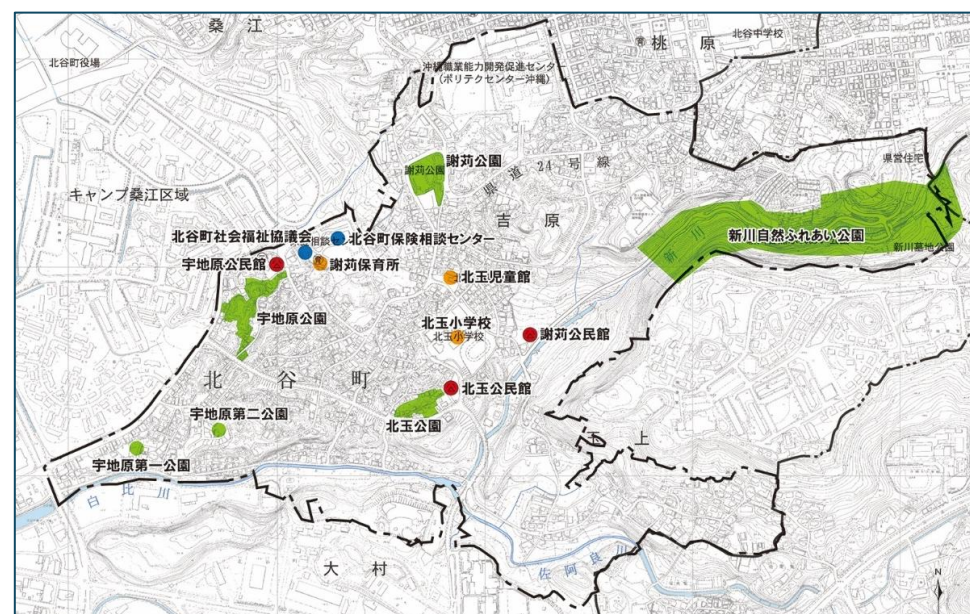 桑江
桃原
北谷中学校
北谷町役場
沖縄職業能力開発促進センタ
(ポリテクセンター沖縄)
謝苅公園
謝苅公園
県道24号線
県営住宅
キャンプ桑江区域
吉原
新川
新川自然ふれあい公園
新川墓地公園
北谷町社会福祉協議会
北谷町保険相談センター
宇地原公民館
謝苅保育所
北玉児童館
宇地原公園
北玉小学校
北玉小学校
謝苅公民館
北谷町
北玉公民館
北玉公園
宇地原第二公園
玉上
宇地原第一公園
白比川
大村
佐阿良川
N